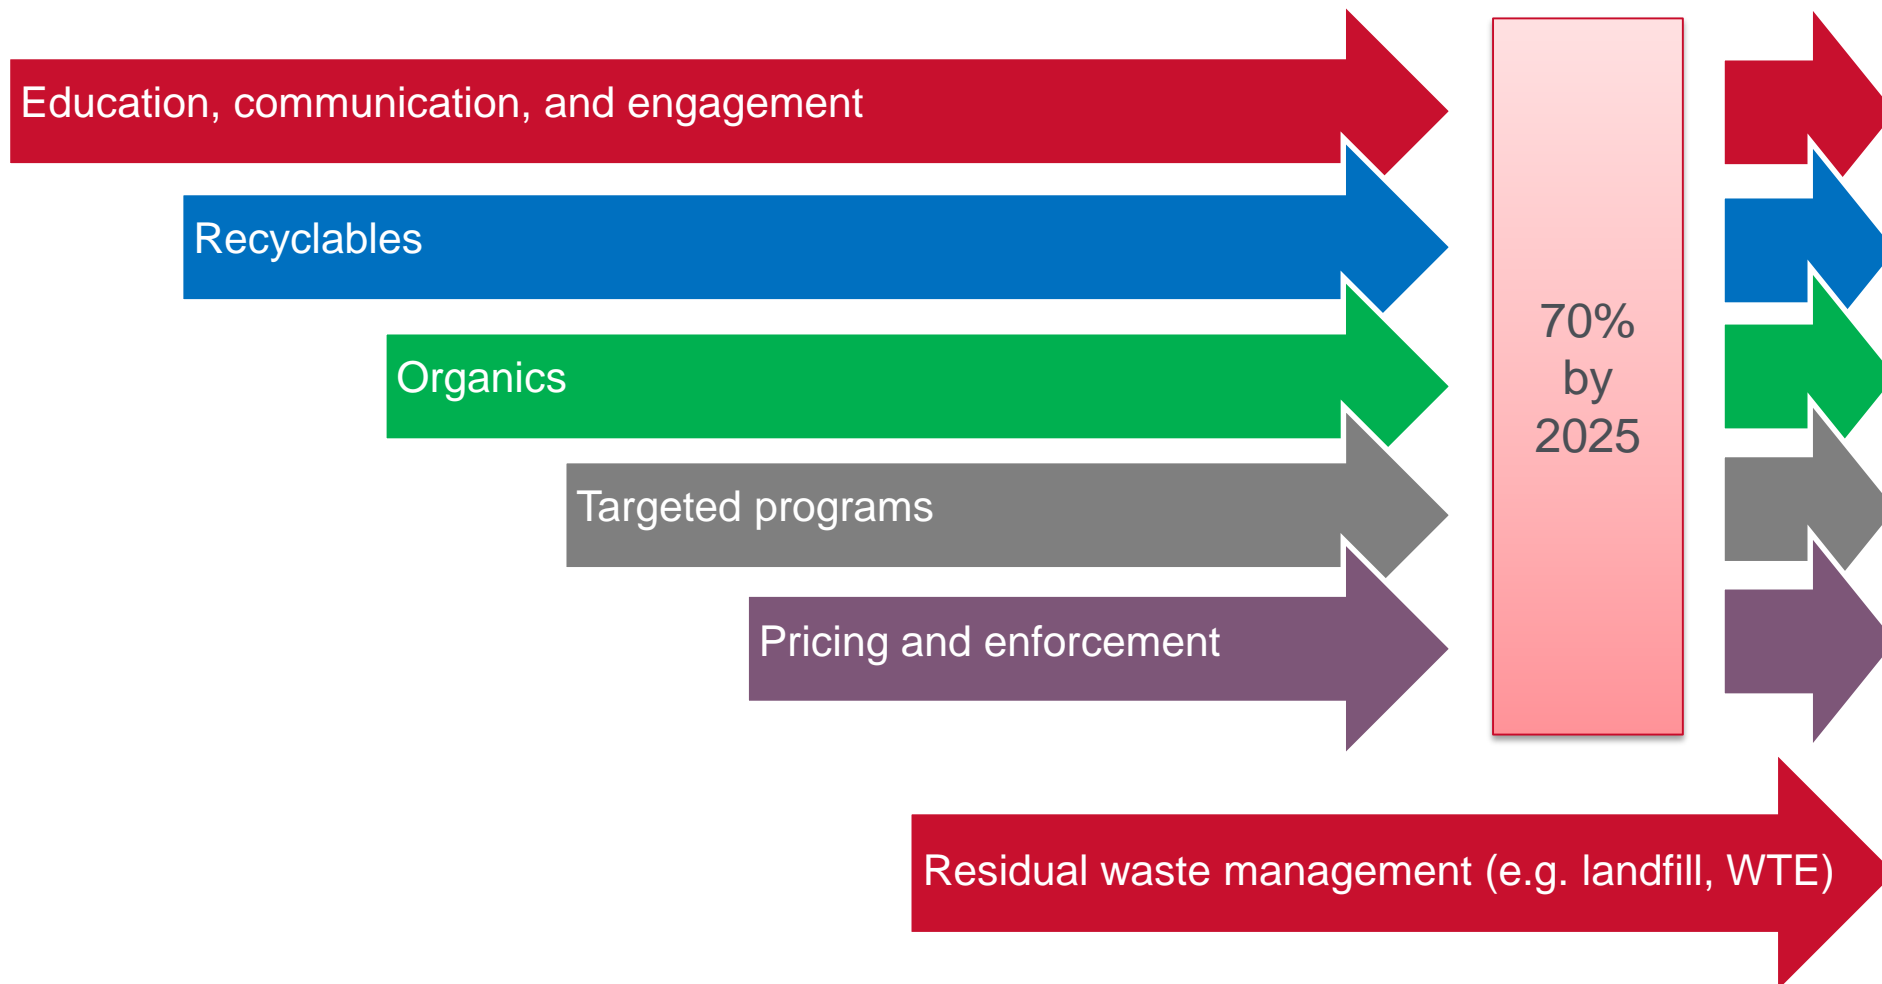 Education, communication, and engagement
Recyclables
Organics
Targeted programs
Pricing and enforcement
70%
by
2025
Residual waste management (e.g. landfill, WTE)